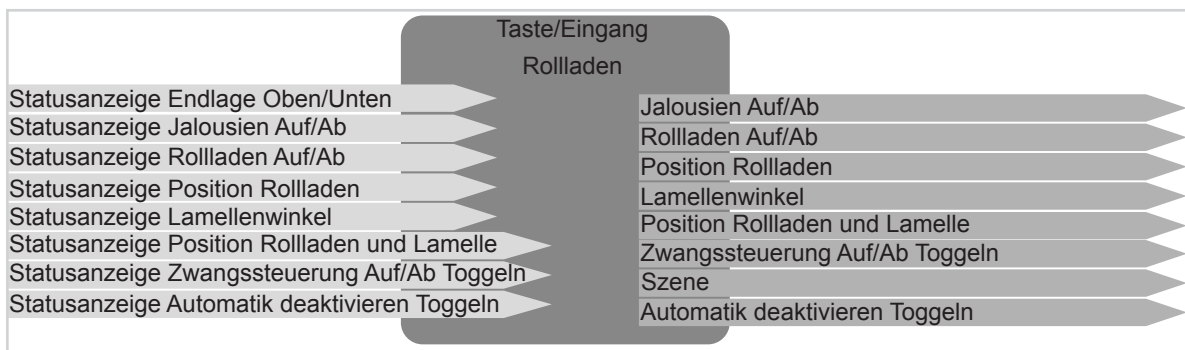 Taste/Eingang
Rollladen
Statusanzeige Endlage Oben/Unten
Statusanzeige Jalousien Auf/Ab
Statusanzeige Rollladen Auf/Ab
Statusanzeige Position Rollladen
Statusanzeige Lamellenwinkel
Statusanzeige Position Rollladen und Lamelle
Statusanzeige Zwangssteuerung Auf/Ab Toggeln
Statusanzeige Automatik deaktivieren Toggeln
Jalousien Auf/Ab
Rollladen Auf/Ab
Position Rollladen
Lamellenwinkel
Position Rollladen und Lamelle
Zwangssteuerung Auf/Ab Toggeln
Szene
Automatik deaktivieren Toggeln